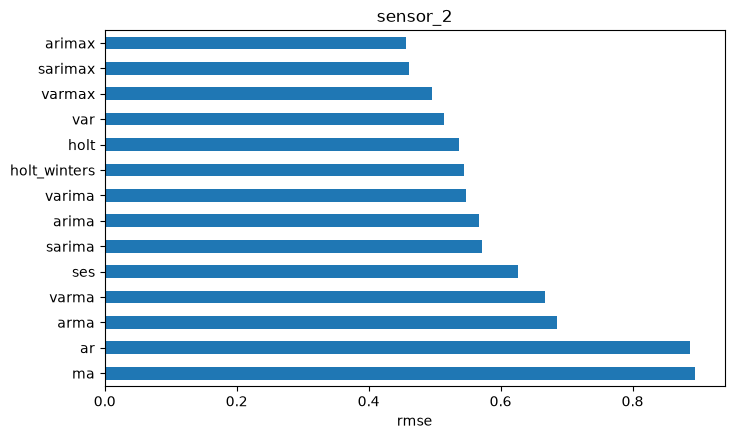 sensor_2
arimax
sarimax
varmax
var
holt
holt_winters
varima
arima
sarima
ses
varma
arma
ar
ma
0.0 0.2 0.4 0.6 0.8
rmse